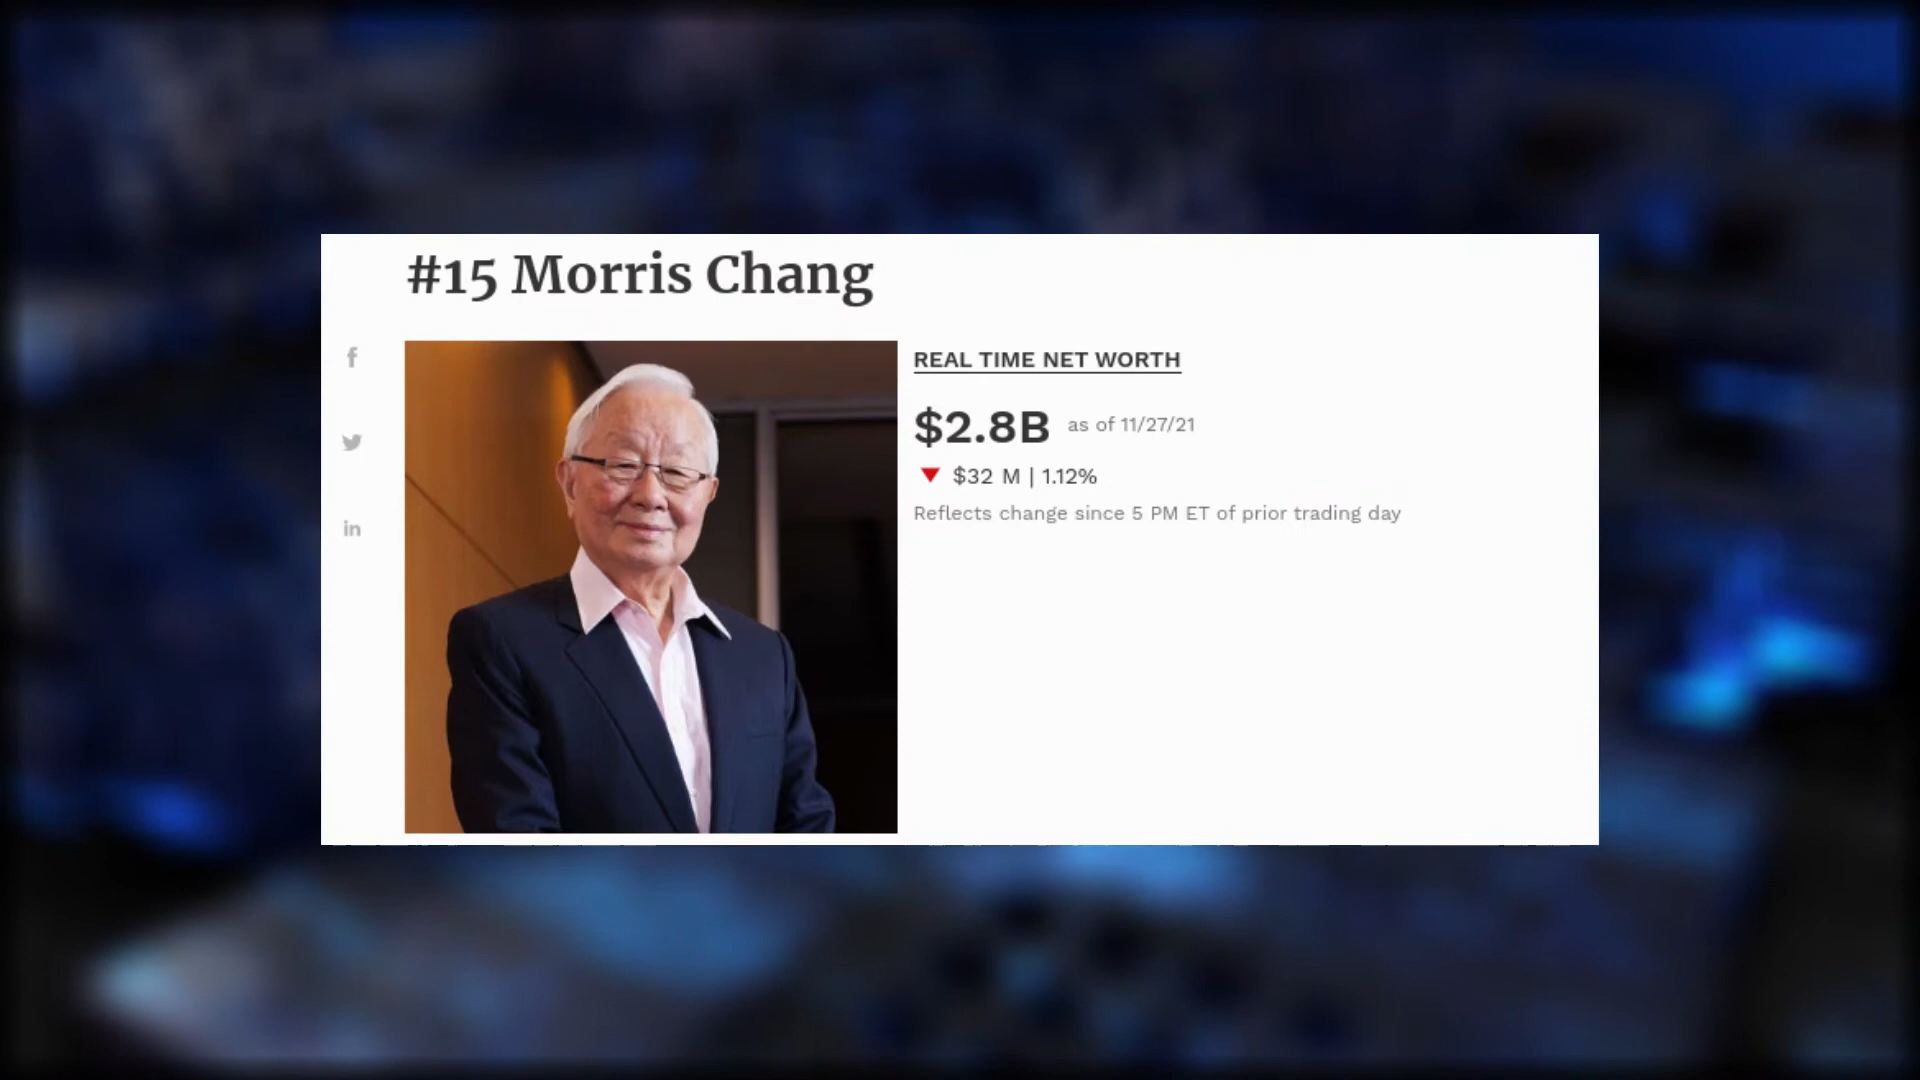 #15 Morris Chang
REAL TIME NET WORTH
$2.8B as of 11/27/21
$32 M | 1.12%
Reflects change since 5 PM ET of prior trading day